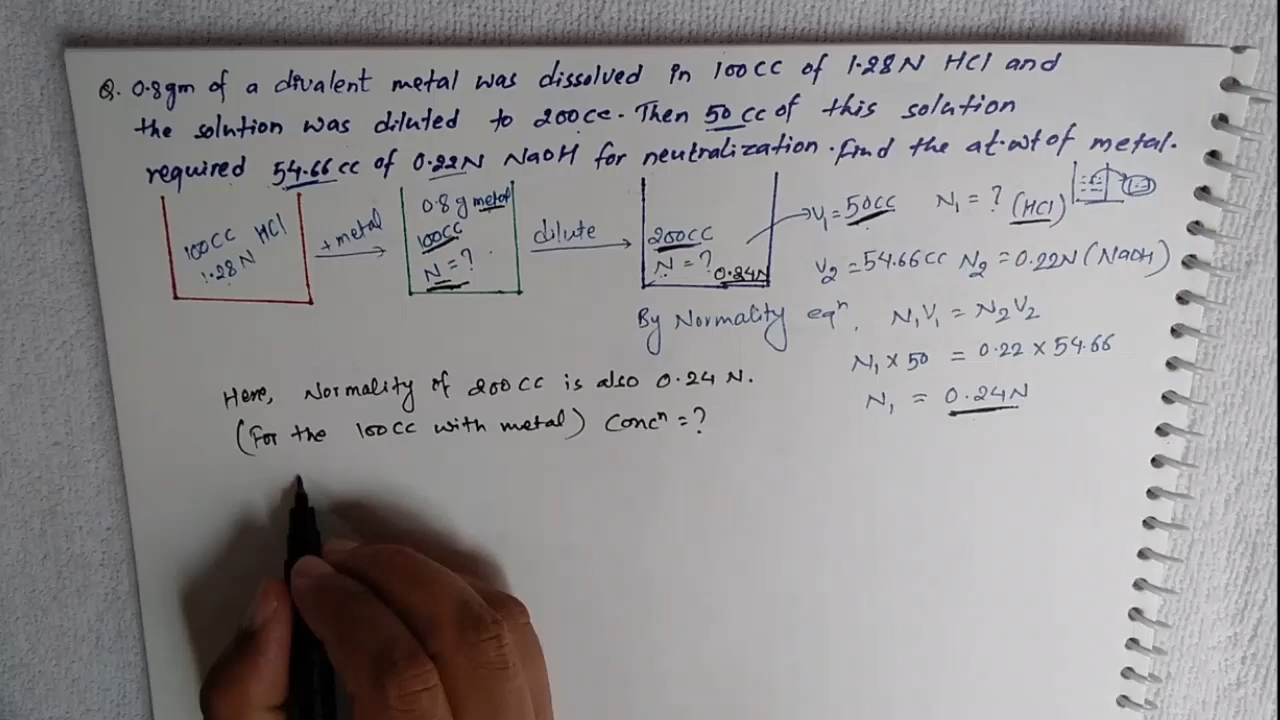 Q. 0.8gm of a divalent metal was dissolved in 100CC of 1.28N HCl and
the solution was diluted to 200cc. Then 50 cc of this solution
required 54.66cc of 0.22N NaOH for neutralization. find the at.wt of metal.
100CC
1.28N HCl
+metal
0.8g metal
100CC
N=?
dilute
200CC
N=?
0.24N
V₁=50CC N₁=? (HCl)
V₂=54.66CC N₂=0.22N (NaOH)
By Normality eqⁿ, N₁V₁ = N₂V₂
N₁ × 50 = 0.22 × 54.66
N₁ = 0.24N
Here, Normality of 200CC is also 0.24 N.
(For the 100CC with metal) Concⁿ=?